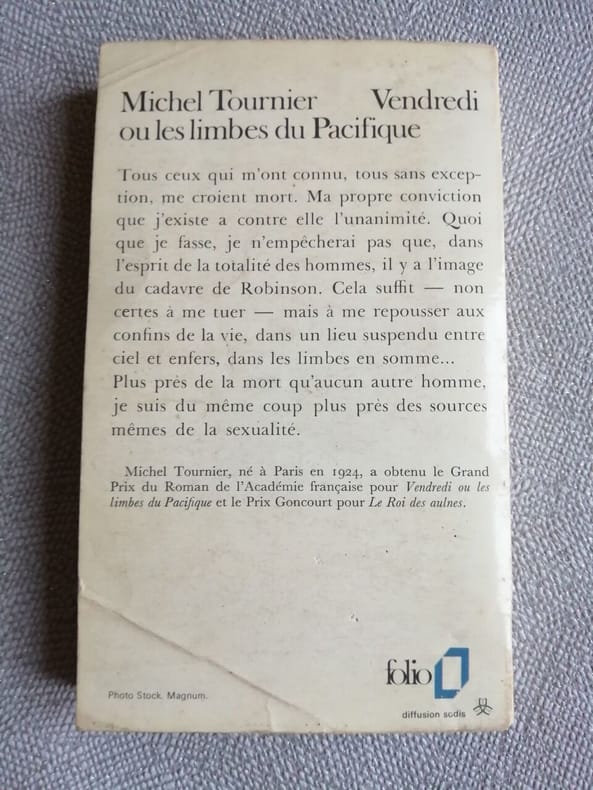 Michel Tournier Vendredi
ou les limbes du Pacifique
Tous ceux qui m'ont connu, tous sans excep-
tion, me croient mort. Ma propre conviction
que j'existe a contre elle l'unanimité. Quoi
que je fasse, je n'empêcherai pas que, dans
l'esprit de la totalité des hommes, il y a l'image
du cadavre de Robinson. Cela suffit — non
certes à me tuer — mais à me repousser aux
confins de la vie, dans un lieu suspendu entre
ciel et enfers, dans les limbes en somme...
Plus près de la mort qu'aucun autre homme,
je suis du même coup plus près des sources
mêmes de la sexualité.
Michel Tournier, né à Paris en 1924, a obtenu le Grand
Prix du Roman de l'Académie française pour Vendredi ou les
limbes du Pacifique et le Prix Goncourt pour Le Roi des aulnes.
folio
Photo Stock. Magnum.
diffusion sodis